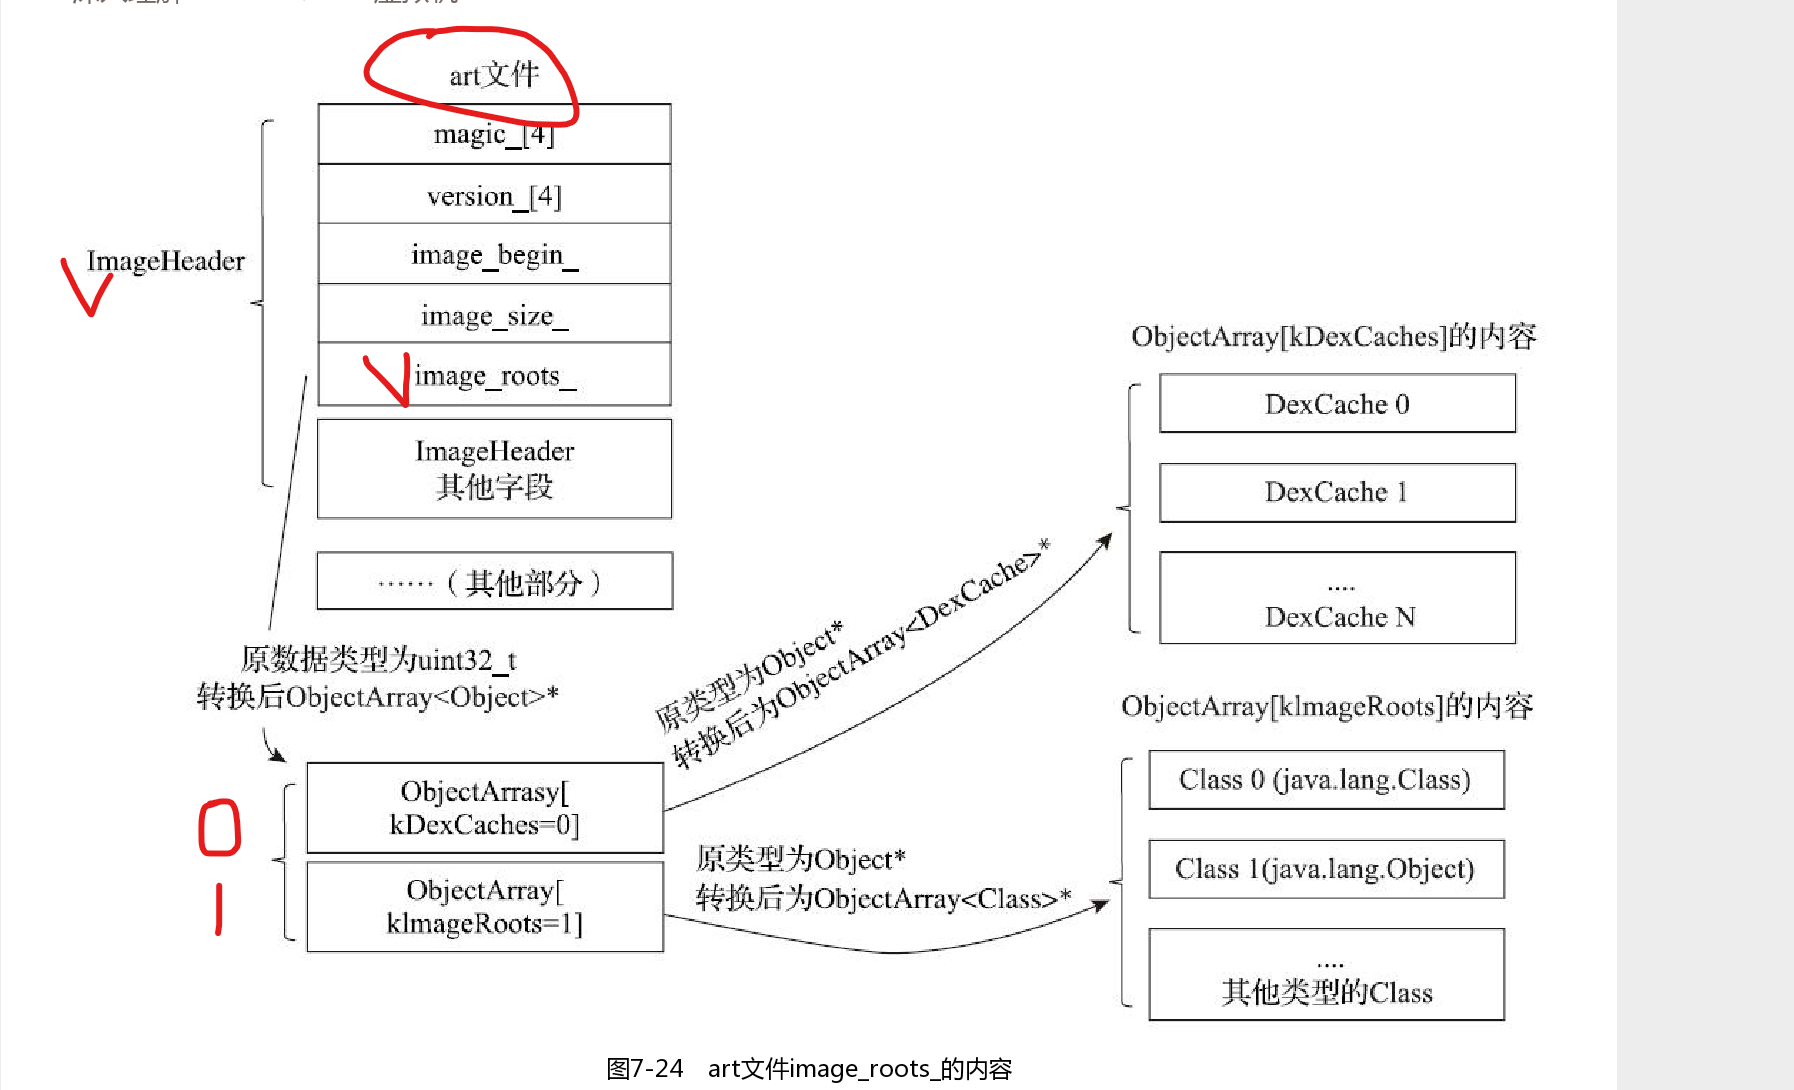 art文件
magic_[4]
version_[4]
image_begin_
image_size_
image_roots_
ImageHeader
ImageHeader
其他字段
……（其他部分）
原数据类型为uint32_t
转换后ObjectArray<Object>*
0
1
ObjectArrasy[
kDexCaches=0]
ObjectArray[
klmageRoots=1]
原类型为Object*
转换后为ObjectArray<DexCache>*
原类型为Object*
转换后为ObjectArray<Class>*
ObjectArray[kDexCaches]的内容
DexCache 0
DexCache 1
....
DexCache N
ObjectArray[klmageRoots]的内容
Class 0 (java.lang.Class)
Class 1(java.lang.Object)
....
其他类型的Class
图7-24 art文件image_roots_的内容